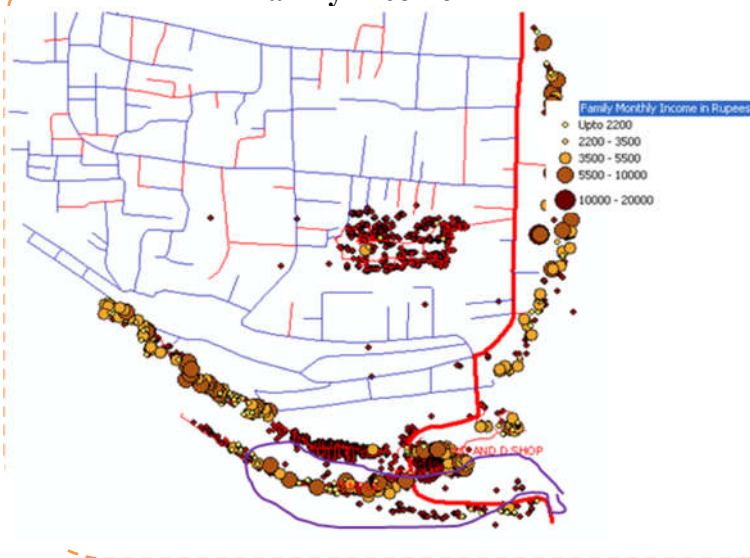 Family Monthly Income in Rupees
Upto 2200
2200 - 3500
3500 - 5500
5500 - 10000
10000 - 20000
AND D SHOP